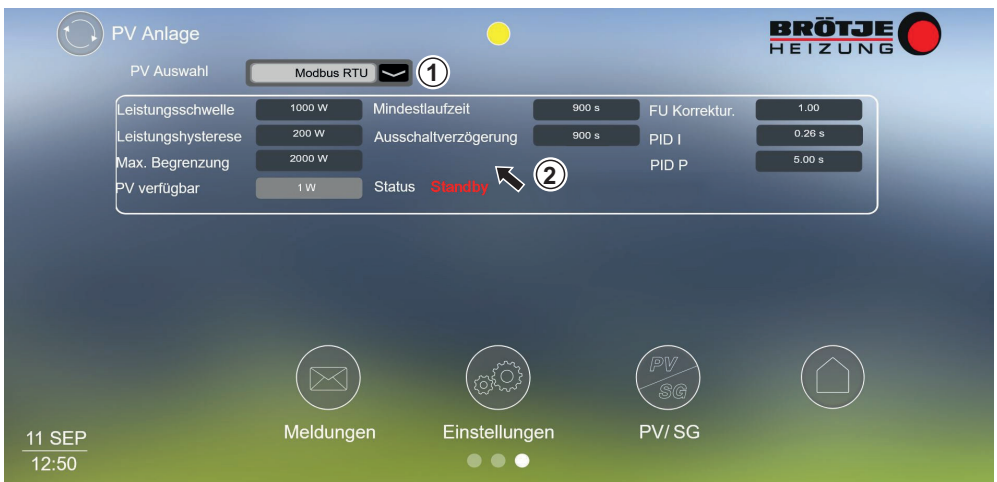 PV Anlage
BRÖTJE
HEIZUNG
PV Auswahl Modbus RTU 1
Leistungsschwelle 1000 W Mindestlaufzeit 900 s FU Korrektur. 1.00
Leistungshysterese 200 W Ausschaltverzögerung 900 s PID I 0.26 s
Max. Begrenzung 2000 W 2 PID P 5.00 s
PV verfügbar 1 W Status Standby
PV
SG
Meldungen Einstellungen PV/ SG
11 SEP
12:50